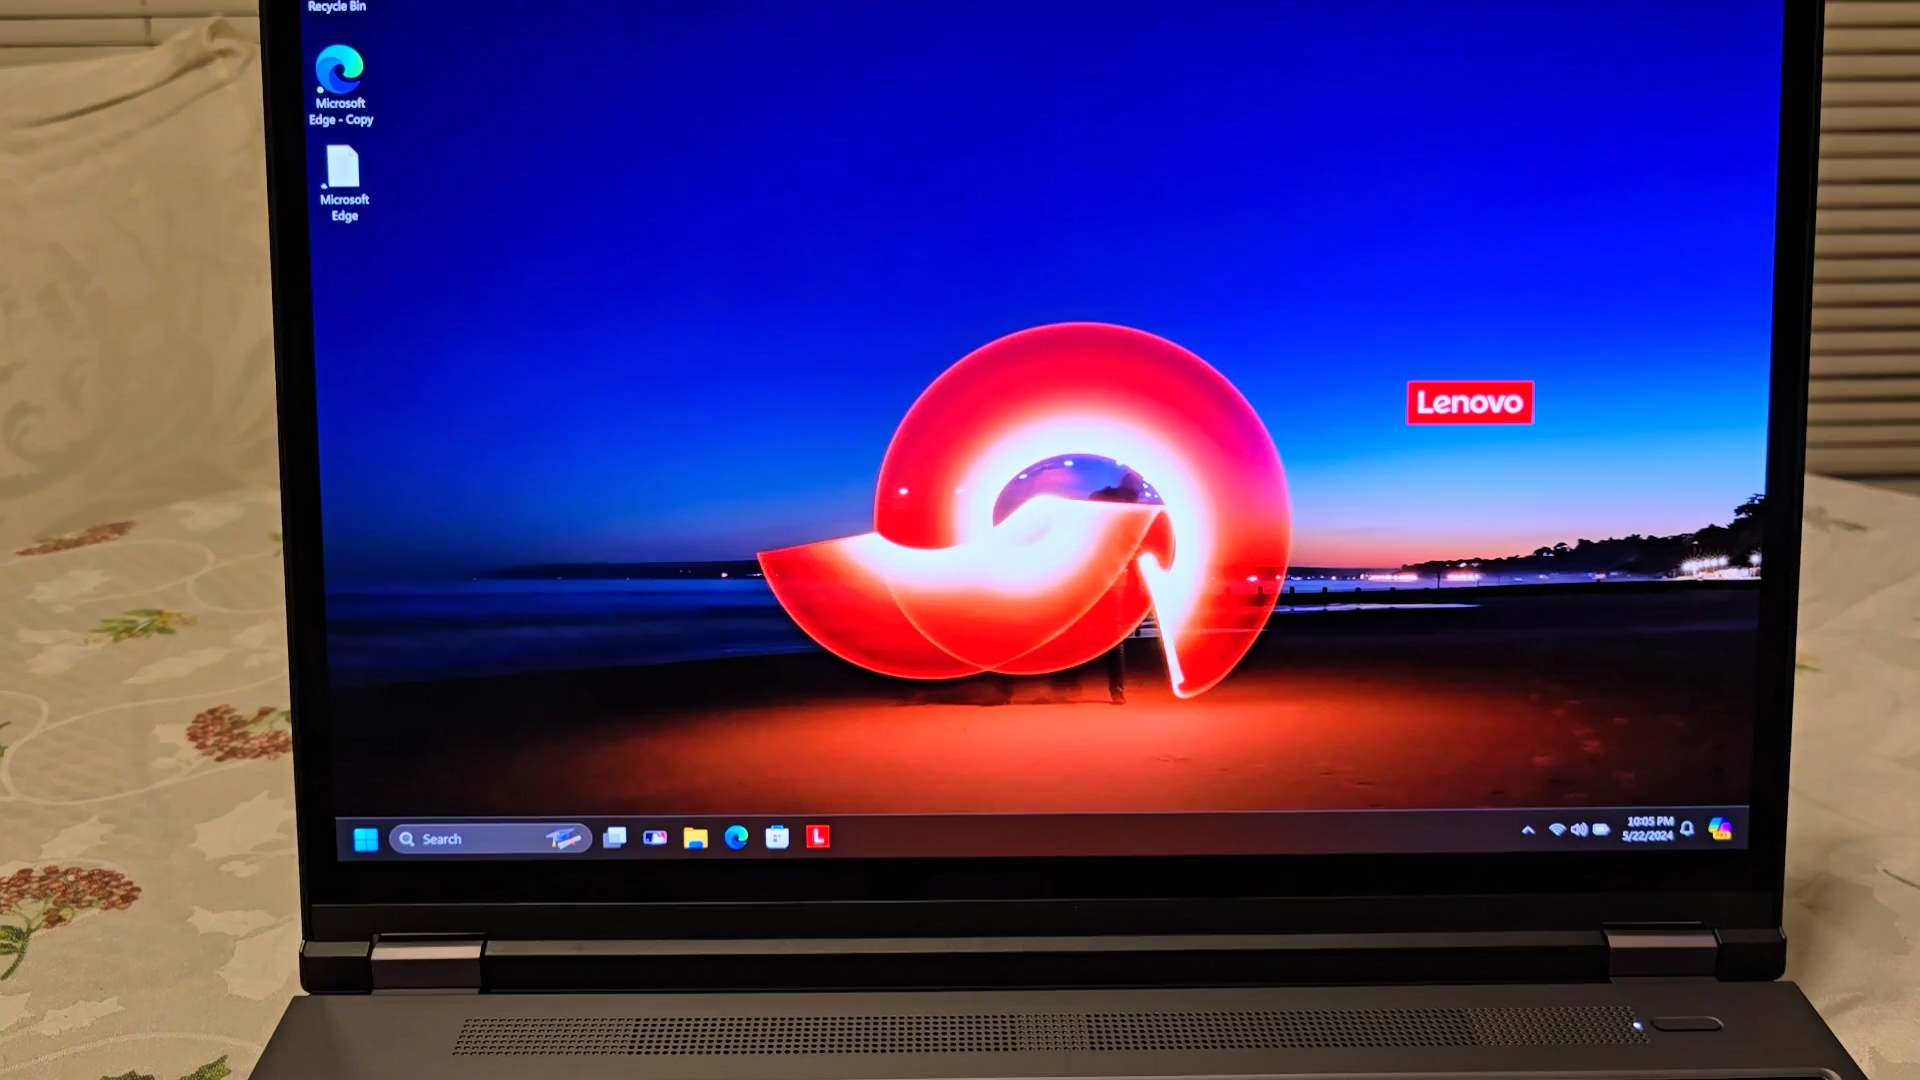 Recycle Bin
Microsoft
Edge - Copy
Microsoft
Edge
Lenovo
Search
L
10:05 PM
5/22/2024